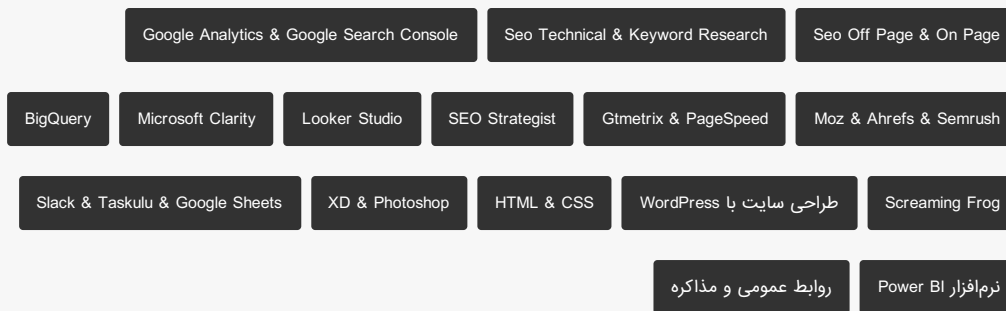 Seo Off Page & On Page
Seo Technical & Keyword Research
Google Analytics & Google Search Console
Moz & Ahrefs & Semrush
Gtmetrix & PageSpeed
SEO Strategist
Looker Studio
Microsoft Clarity
BigQuery
Screaming Frog
طراحی سایت با WordPress
HTML & CSS
XD & Photoshop
Slack & Taskulu & Google Sheets
نرم‌افزار Power BI
روابط عمومی و مذاکره